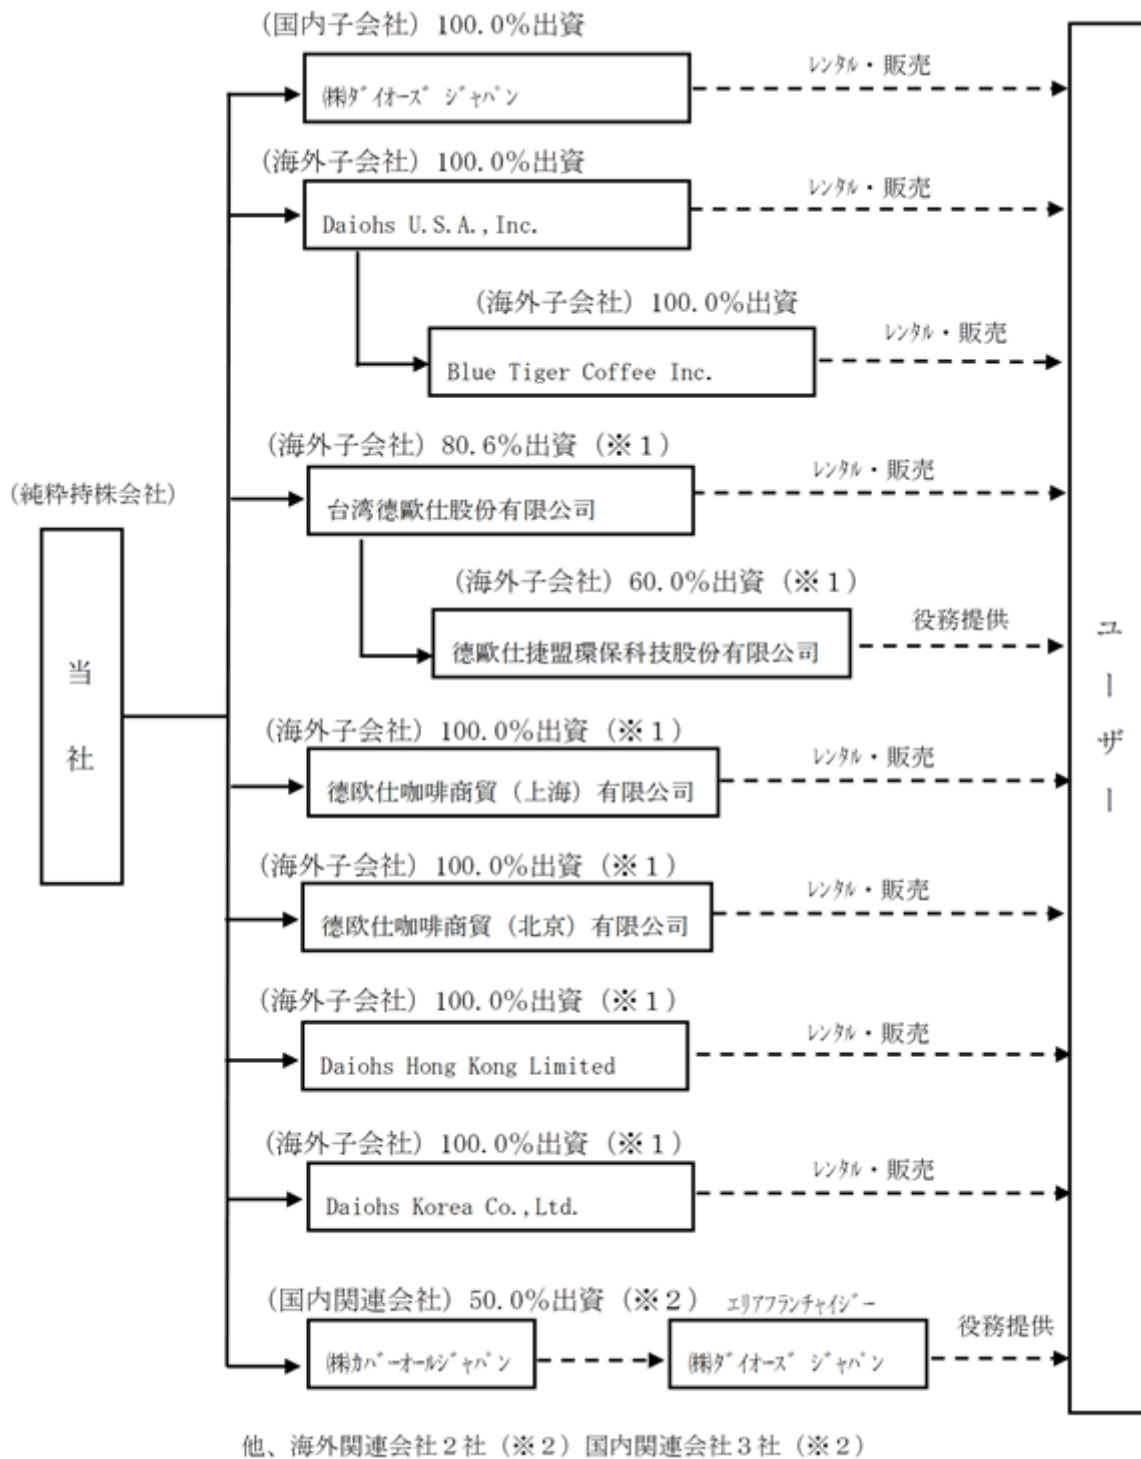 (国内子会社) 100.0%出資
レンタル・販売
㈱ダイオーズ ジャパン
(海外子会社) 100.0%出資
レンタル・販売
Daiohs U.S.A.,Inc.
(海外子会社) 100.0%出資
レンタル・販売
Blue Tiger Coffee Inc.
(海外子会社) 80.6%出資 (※1)
レンタル・販売
台湾德歐仕股份有限公司
(純粋持株会社)
(海外子会社) 60.0%出資 (※1)
役務提供
德歐仕捷盟環保科技股份有限公司
当社
ユーザー
(海外子会社) 100.0%出資 (※1)
レンタル・販売
德欧仕咖啡商貿 (上海) 有限公司
(海外子会社) 100.0%出資 (※1)
レンタル・販売
德欧仕咖啡商貿 (北京) 有限公司
(海外子会社) 100.0%出資 (※1)
レンタル・販売
Daiohs Hong Kong Limited
(海外子会社) 100.0%出資 (※1)
レンタル・販売
Daiohs Korea Co.,Ltd.
(国内関連会社) 50.0%出資 (※2) エリアフランチャイジー
役務提供
㈱カバーオールジャパン ㈱ダイオーズ ジャパン
他、海外関連会社2社 (※2) 国内関連会社3社 (※2)